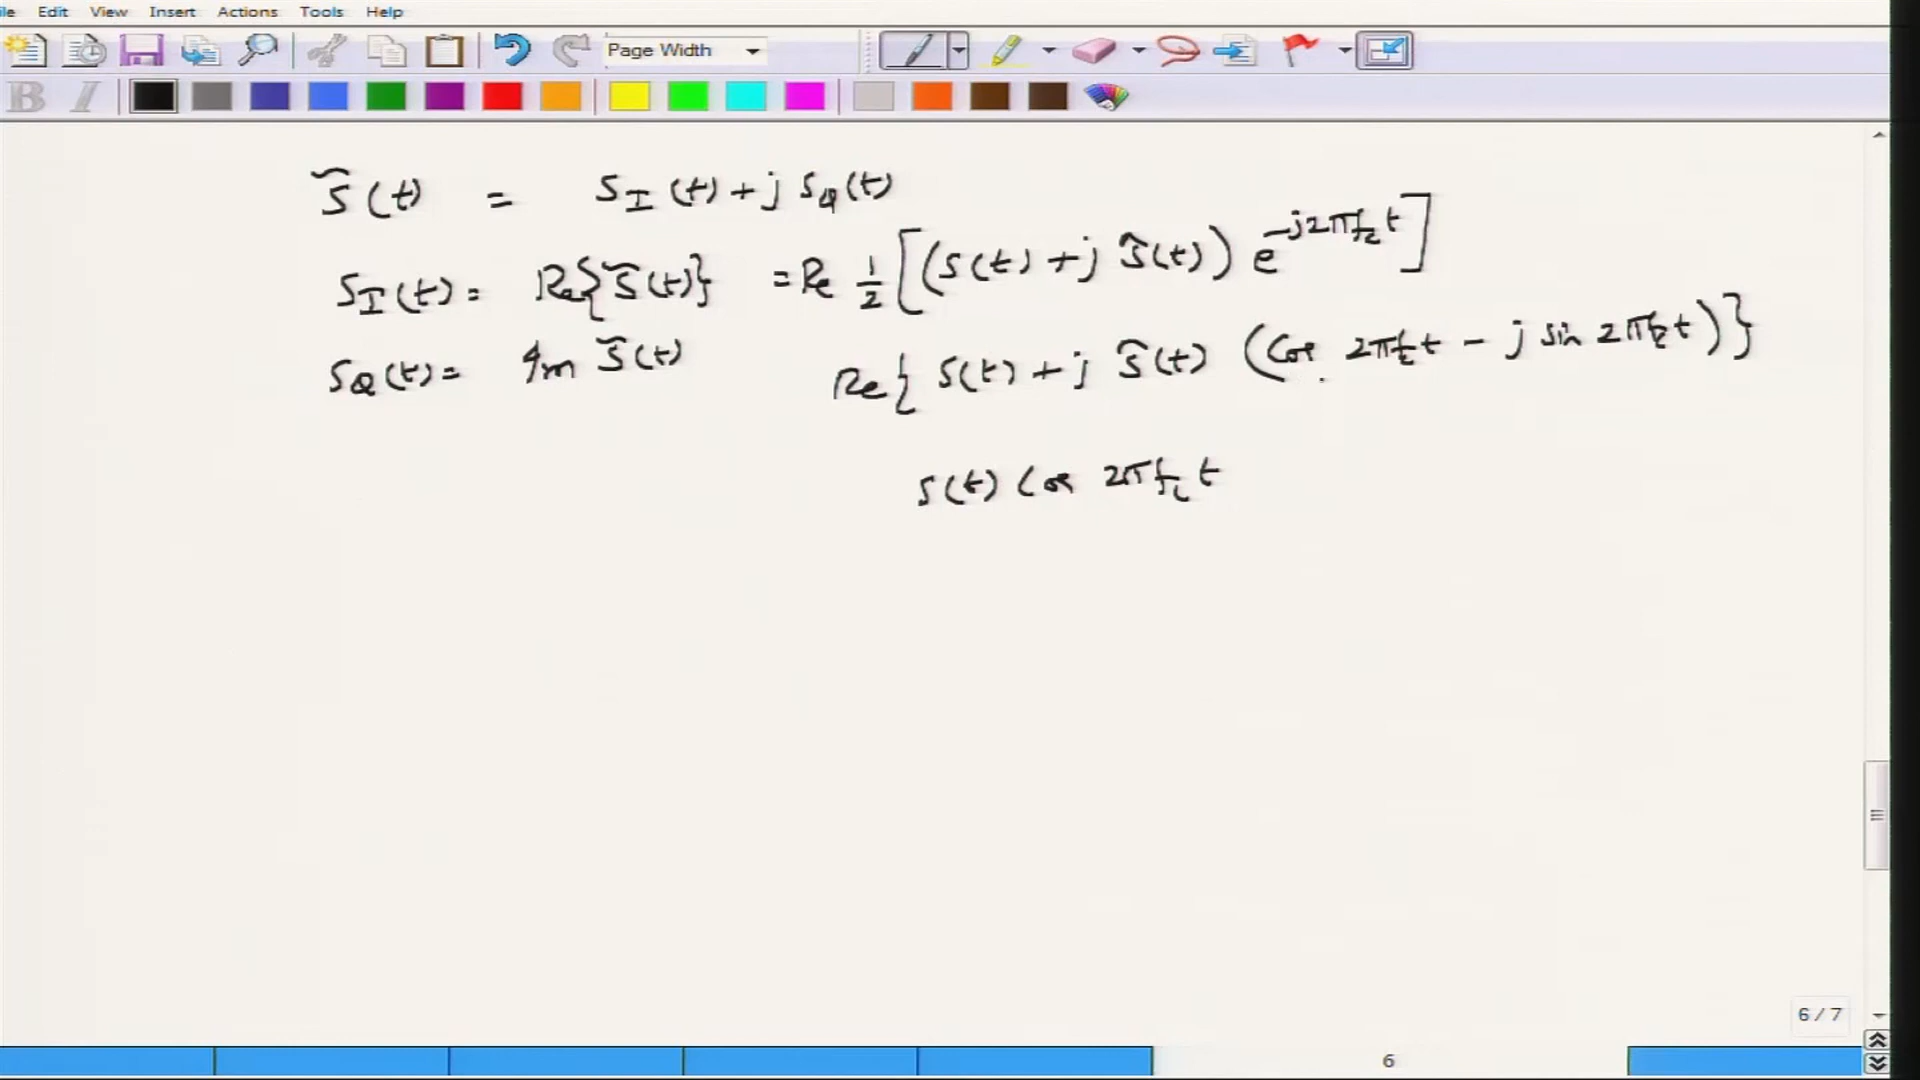 ile Edit View Insert Actions Tools Help
Page Width
B I
s̃(t) = s_I(t) + j s_Q(t)
s_I(t) = Re{s̃(t)} = Re ½[(s(t) + j ŝ(t)) e^{-j2πf_c t}]
s_Q(t) = Im s̃(t)
Re{ s(t) + j ŝ(t) (Cos 2πf_c t - j sin 2πf_c t)}
s(t) Cos 2πf_c t
6 / 7
6